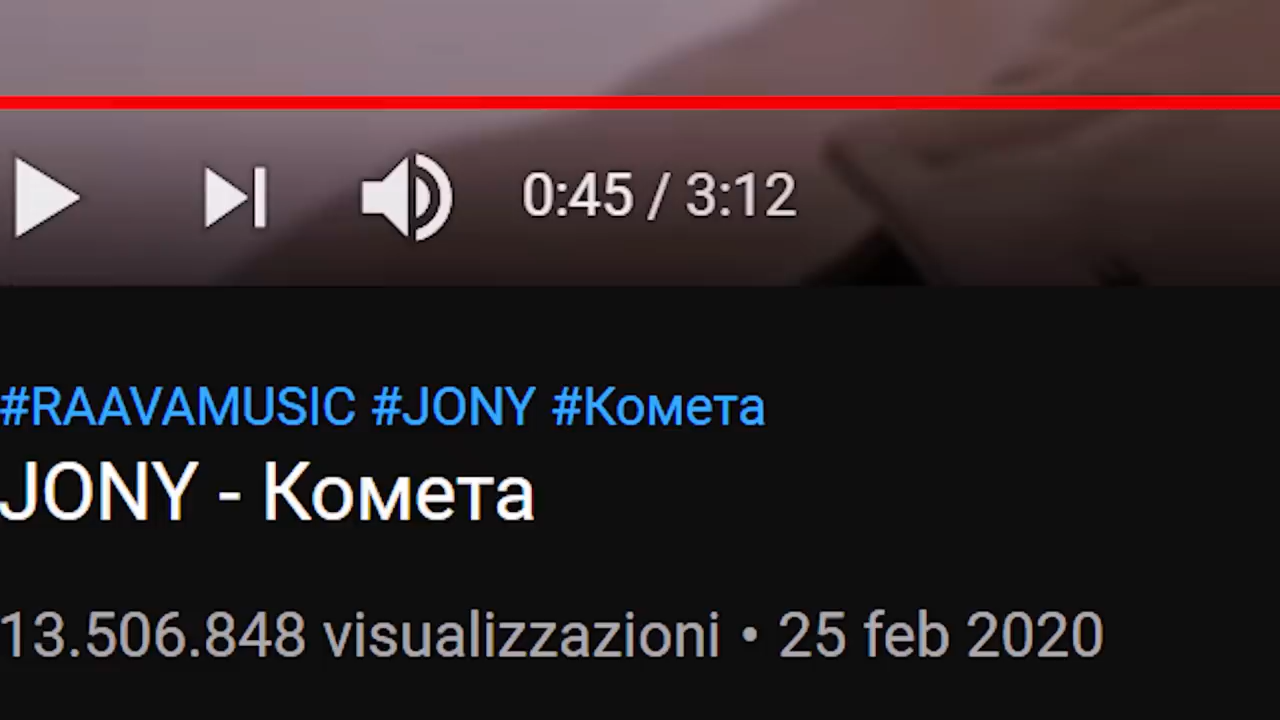 0:45 / 3:12
#RAAVAMUSIC #JONY #Комета
JONY - Комета
13.506.848 visualizzazioni • 25 feb 2020